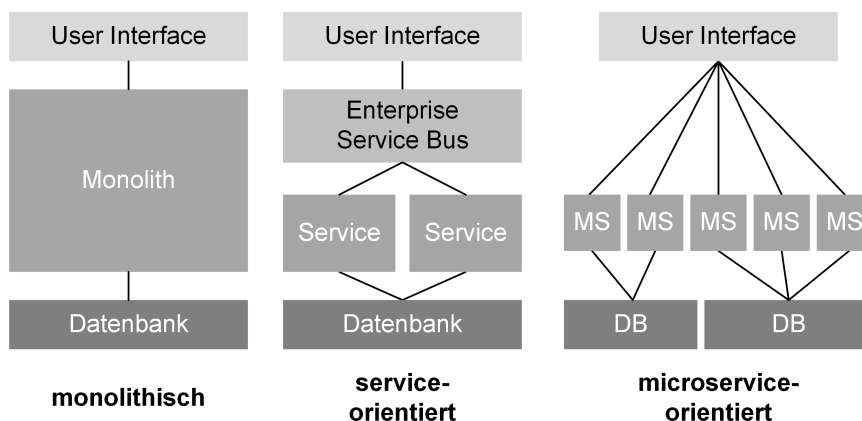 User Interface
Monolith
Datenbank
monolithisch
User Interface
Enterprise
Service Bus
Service
Service
Datenbank
service-
orientiert
User Interface
MS
MS
MS
MS
MS
DB
DB
microservice-
orientiert